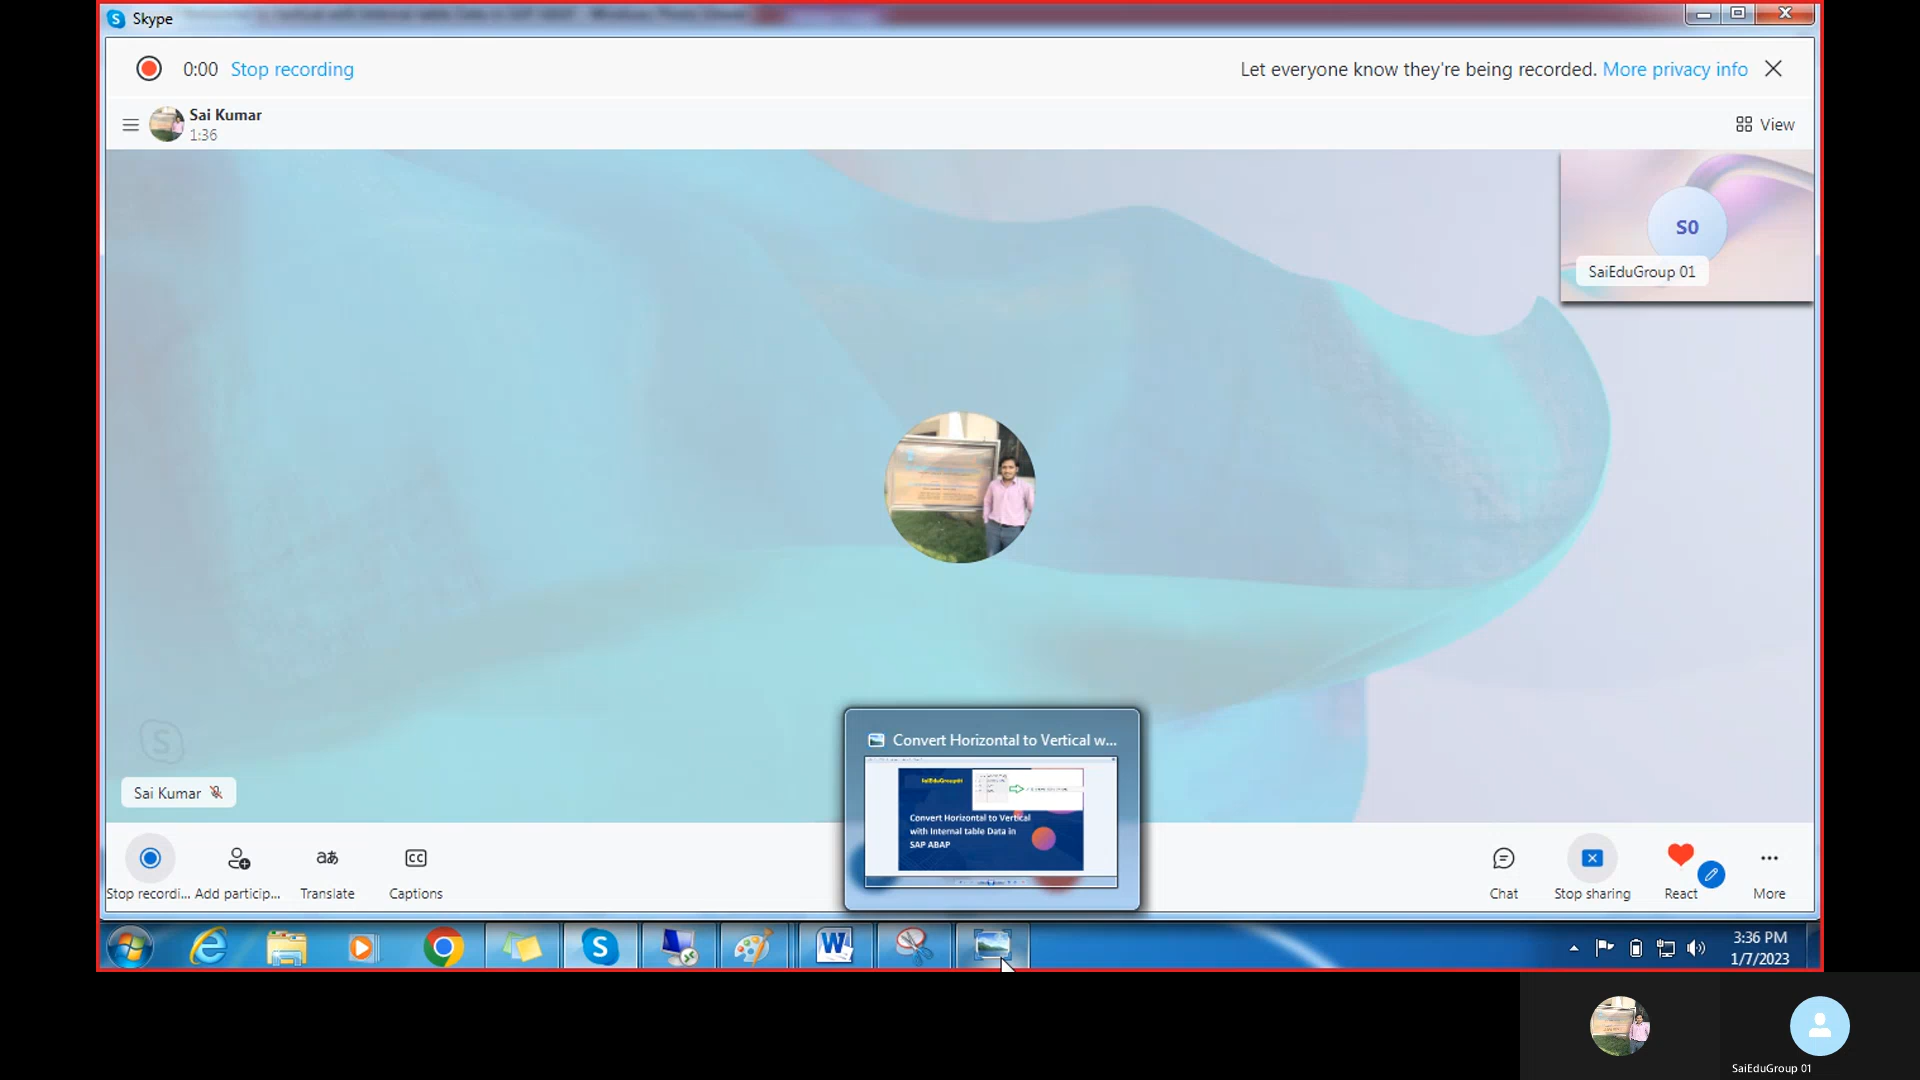 Skype
0:00 Stop recording
Let everyone know they're being recorded. More privacy info
Sai Kumar
1:36
View
S0
SaiEduGroup 01
Convert Horizontal to Vertical w...
SaiEduGroup01
Convert Horizontal to Vertical
with Internal table Data in
SAP ABAP
Sai Kumar
Stop recordi...
Add particip...
Translate
Captions
Chat
Stop sharing
React
More
3:36 PM
1/7/2023
SaiEduGroup 01